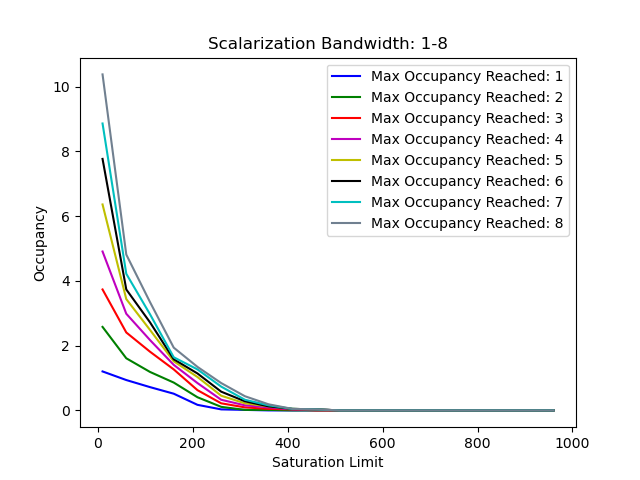 Scalarization Bandwidth: 1-8
Max Occupancy Reached: 1
Max Occupancy Reached: 2
Max Occupancy Reached: 3
Max Occupancy Reached: 4
Max Occupancy Reached: 5
Max Occupancy Reached: 6
Max Occupancy Reached: 7
Max Occupancy Reached: 8
Occupancy
10
8
6
4
2
0
0 200 400 600 800 1000
Saturation Limit